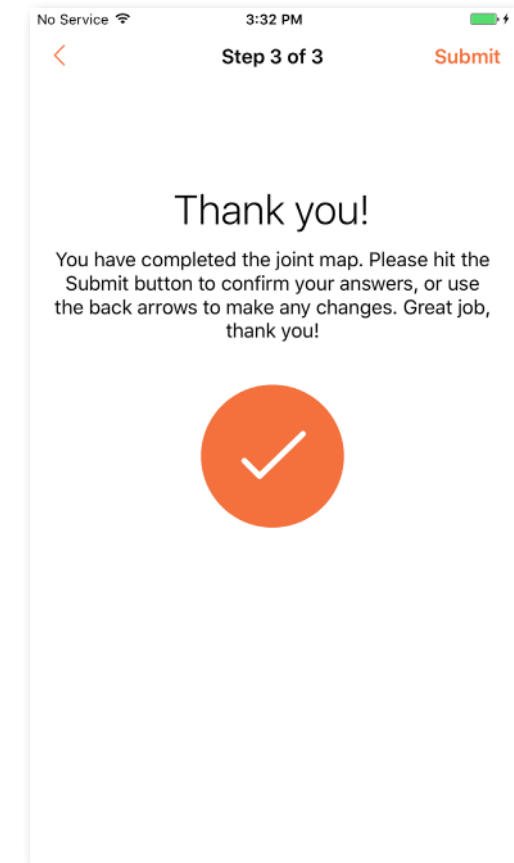 No Service 3:32 PM
Step 3 of 3 Submit
Thank you!
You have completed the joint map. Please hit the
Submit button to confirm your answers, or use
the back arrows to make any changes. Great job,
thank you!